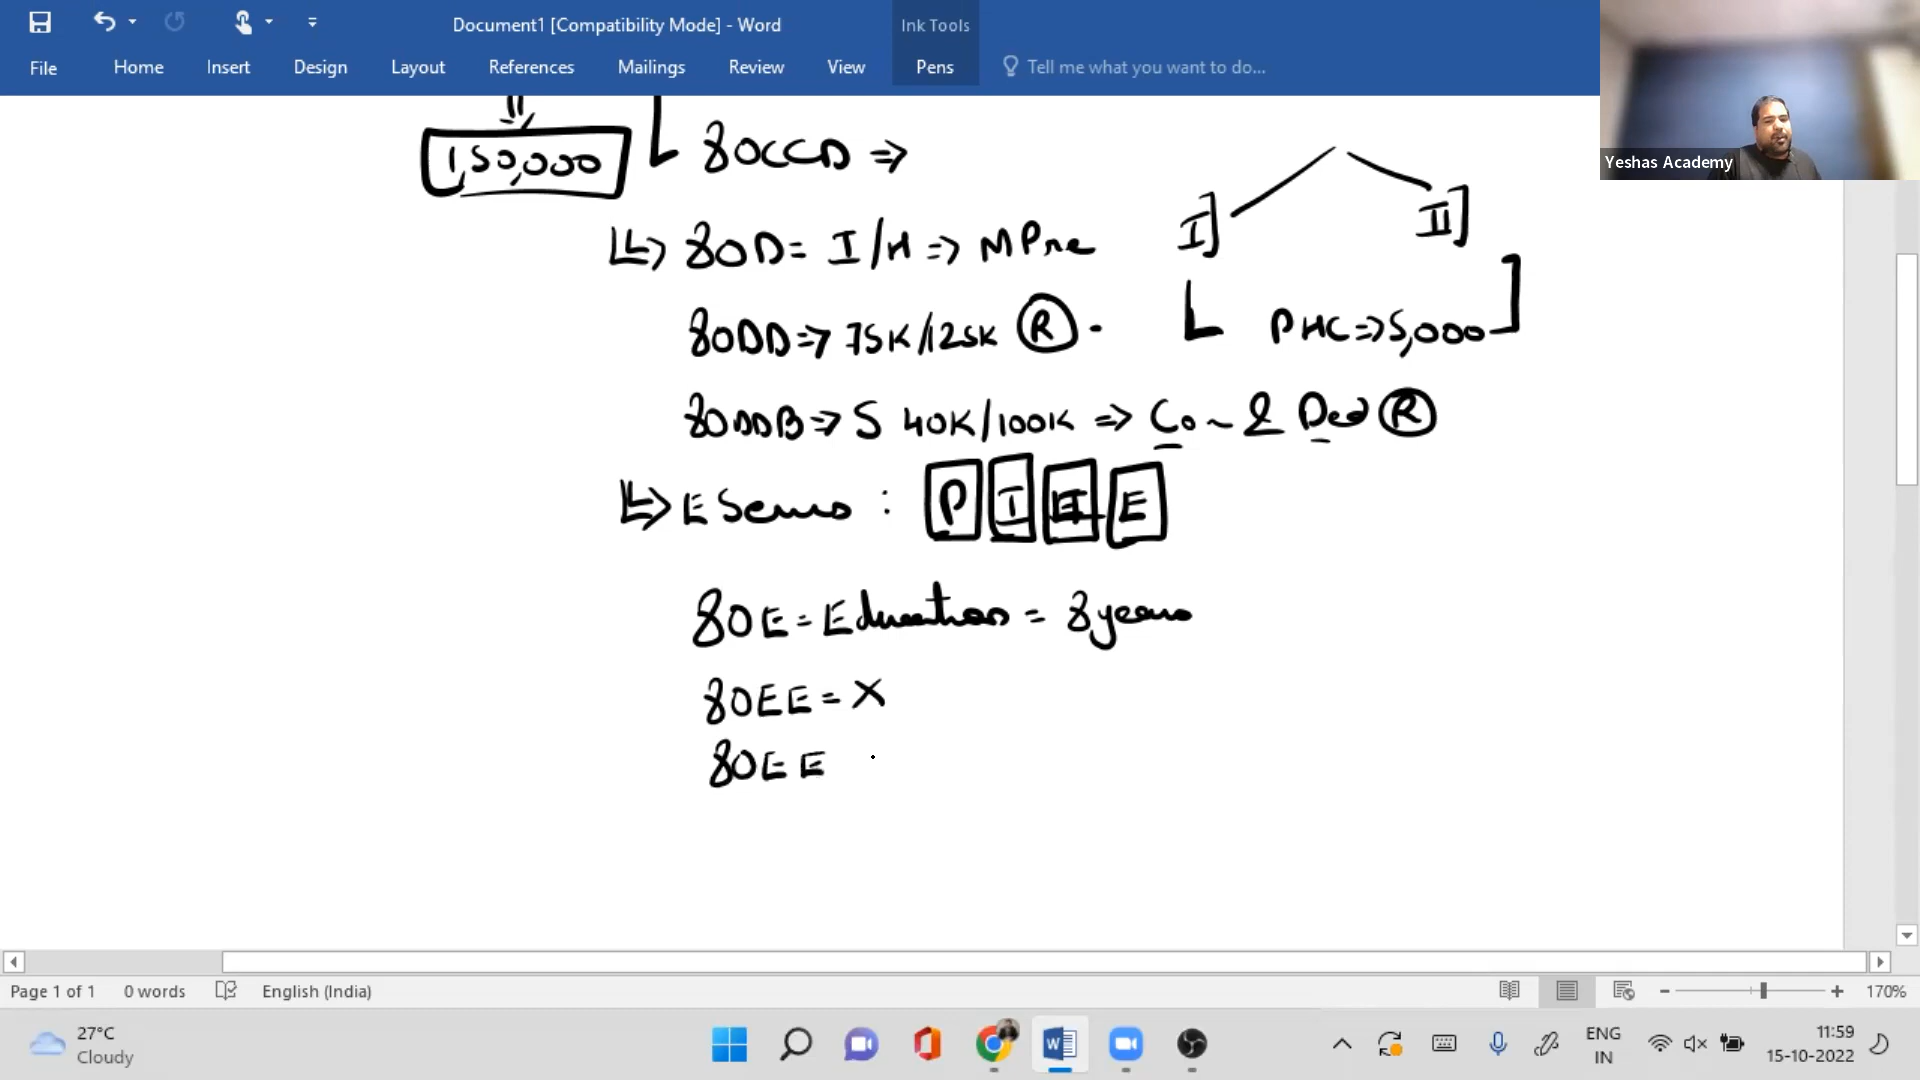 Document1 [Compatibility Mode] - Word
Ink Tools
File Home Insert Design Layout References Mailings Review View Pens Tell me what you want to do...
Yeshas Academy
1,50,000
80CCD ⇒
I] II]
80D = I/H ⇒ MPre
80DD ⇒ 75K/125K (R) -
PHC ⇒ 5,000
80DDB ⇒ S 40K/100K ⇒ Co~ & Ded (R)
E Series : P I E
80E = Education = 8 years
80EE = X
80EE
Page 1 of 1 0 words English (India) 170%
27°C
Cloudy
ENG
IN
11:59
15-10-2022